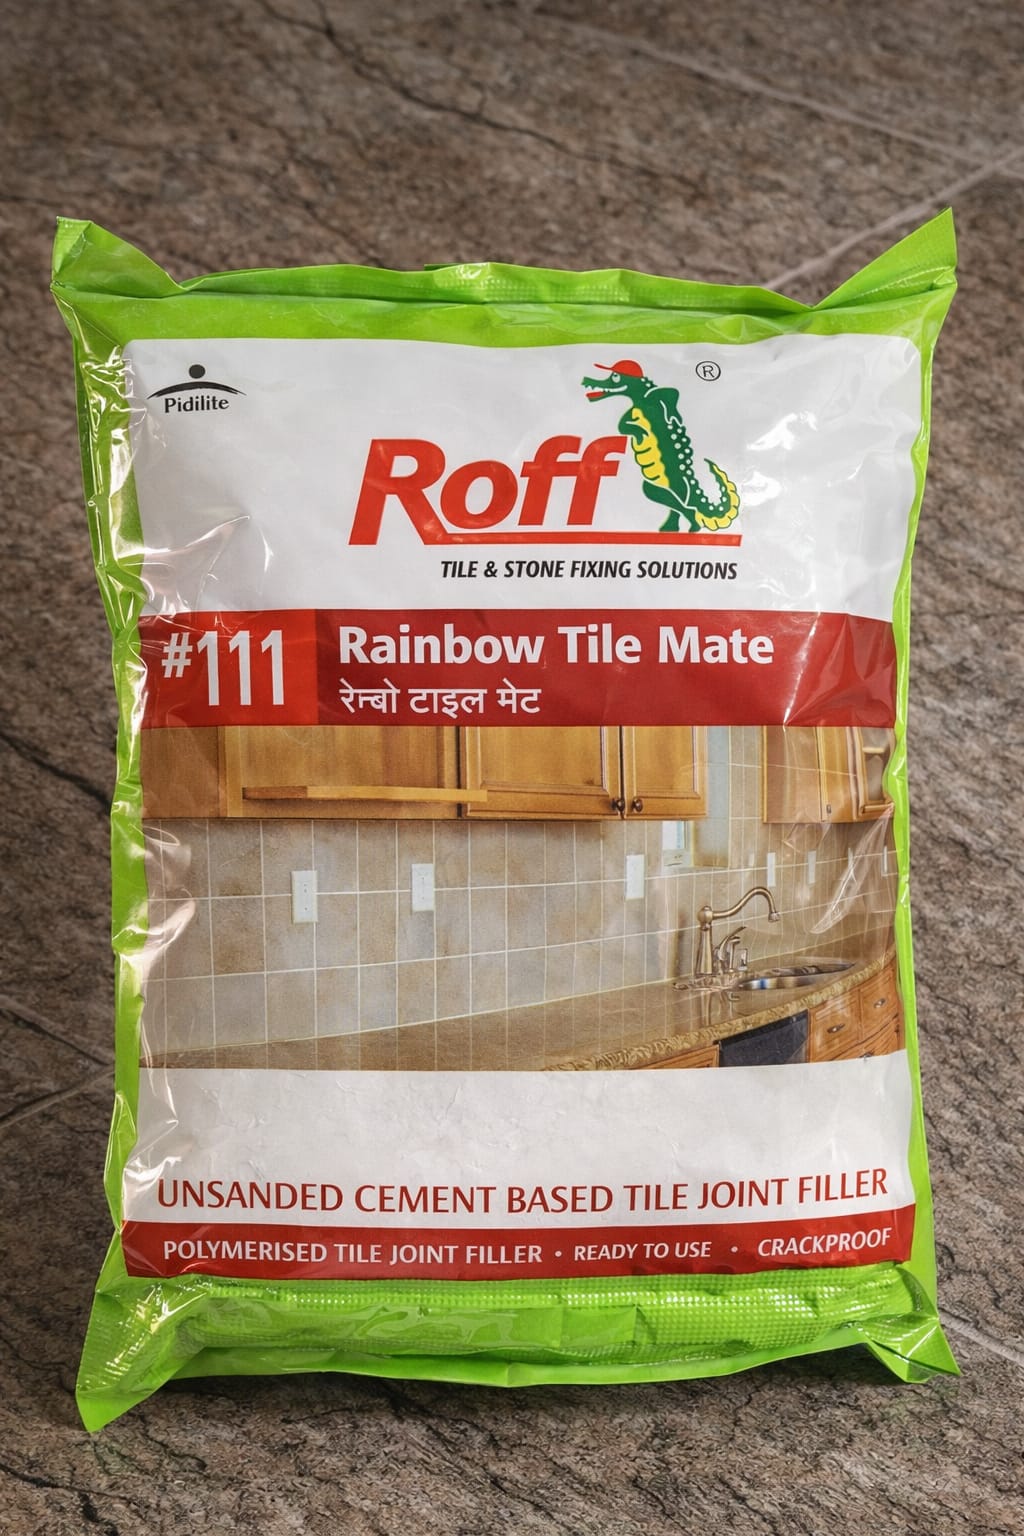 Pidilite
®
Roff
TILE & STONE FIXING SOLUTIONS
#111
Rainbow Tile Mate
रेन्बो टाइल मेट
UNSANDED CEMENT BASED TILE JOINT FILLER
POLYMERISED TILE JOINT FILLER • READY TO USE • CRACKPROOF